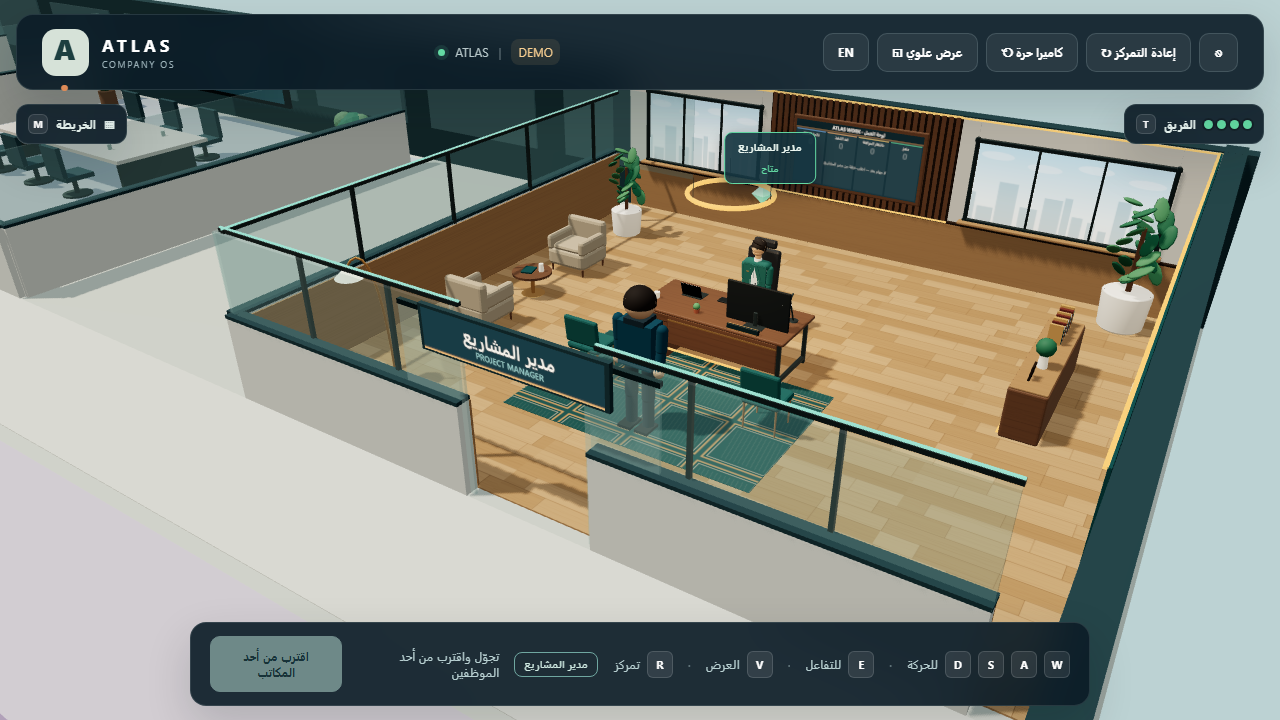 A
ATLAS
COMPANY OS
ATLAS | DEMO
EN
عرض علوي
كاميرا حرة
إعادة التمركز
M الخريطة
الفريق T
مدير المشاريع
متاح
مدير المشاريع
PROJECT MANAGER
W A S D للحركة · E للتفاعل · V العرض · R تمركز
مدير المشاريع
تجوّل واقترب من أحد
الموظفين
اقترب من أحد
المكاتب